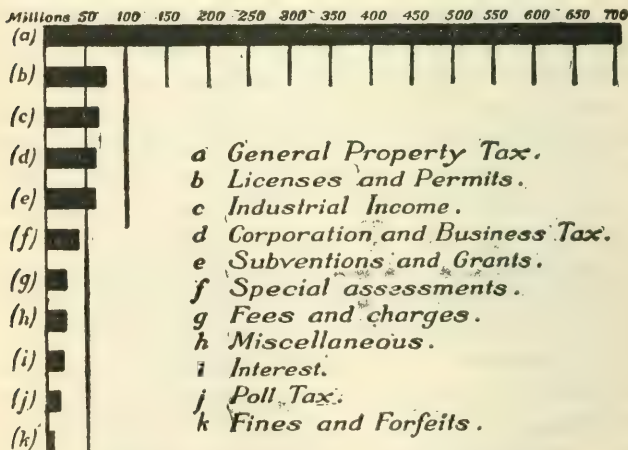 Millions 50 100 150 200 250 300 350 400 450 500 550 600 650 700
(a)
(b)
(c)
(d)
(e)
(f)
(g)
(h)
(i)
(j)
(k)
a General Property Tax.
b Licenses and Permits.
c Industrial Income.
d Corporation and Business Tax.
e Subventions and Grants.
f Special assessments.
g Fees and charges.
h Miscellaneous.
i Interest.
j Poll Tax.
k Fines and Forfeits.